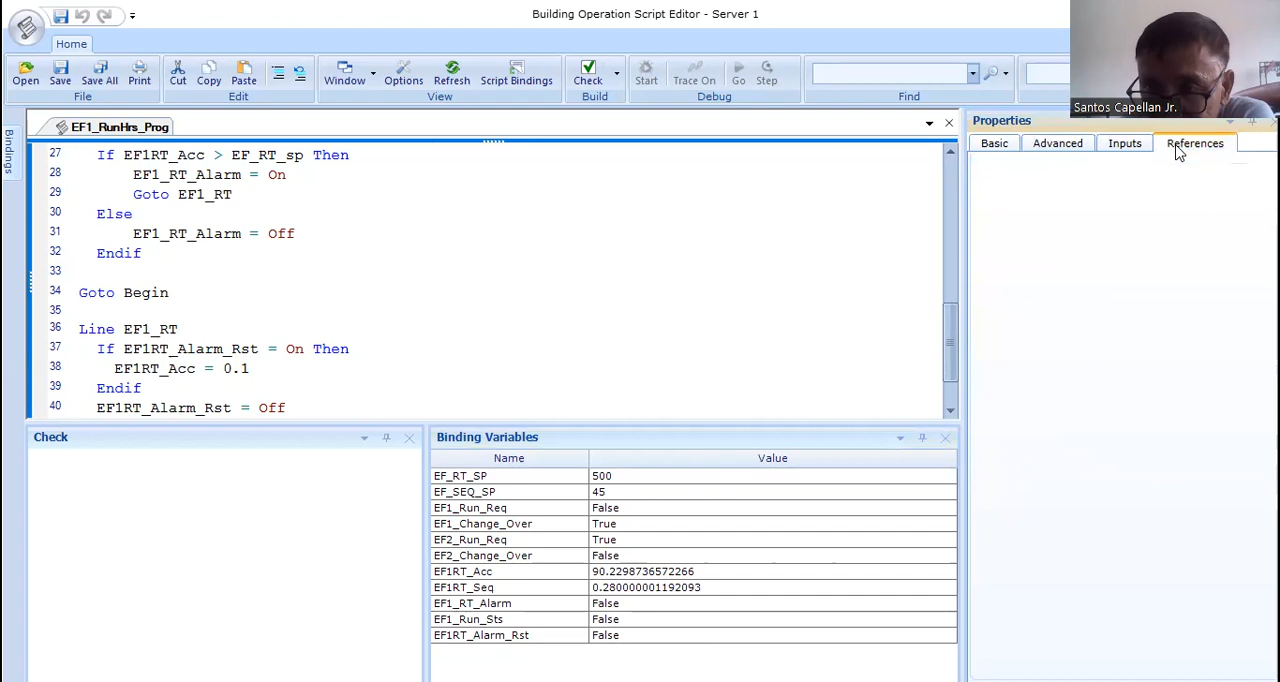 Building Operation Script Editor - Server 1
Home
Open Save Save All Print Cut Copy Paste Window Options Refresh Script Bindings Check Start Trace On Go Step
File Edit View Build Debug Find
Santos Capellan Jr.
Bindings
EF1_RunHrs_Prog
Properties
Basic Advanced Inputs References
27 If EF1RT_Acc > EF_RT_sp Then
28 EF1_RT_Alarm = On
29 Goto EF1_RT
30 Else
31 EF1_RT_Alarm = Off
32 Endif
33
34 Goto Begin
35
36 Line EF1_RT
37 If EF1RT_Alarm_Rst = On Then
38 EF1RT_Acc = 0.1
39 Endif
40 EF1RT_Alarm_Rst = Off
Check
Binding Variables
Name Value
EF_RT_SP 500
EF_SEQ_SP 45
EF1_Run_Req False
EF1_Change_Over True
EF2_Run_Req True
EF2_Change_Over False
EF1RT_Acc 90.2298736572266
EF1RT_Seq 0.280000001192093
EF1_RT_Alarm False
EF1_Run_Sts False
EF1RT_Alarm_Rst False